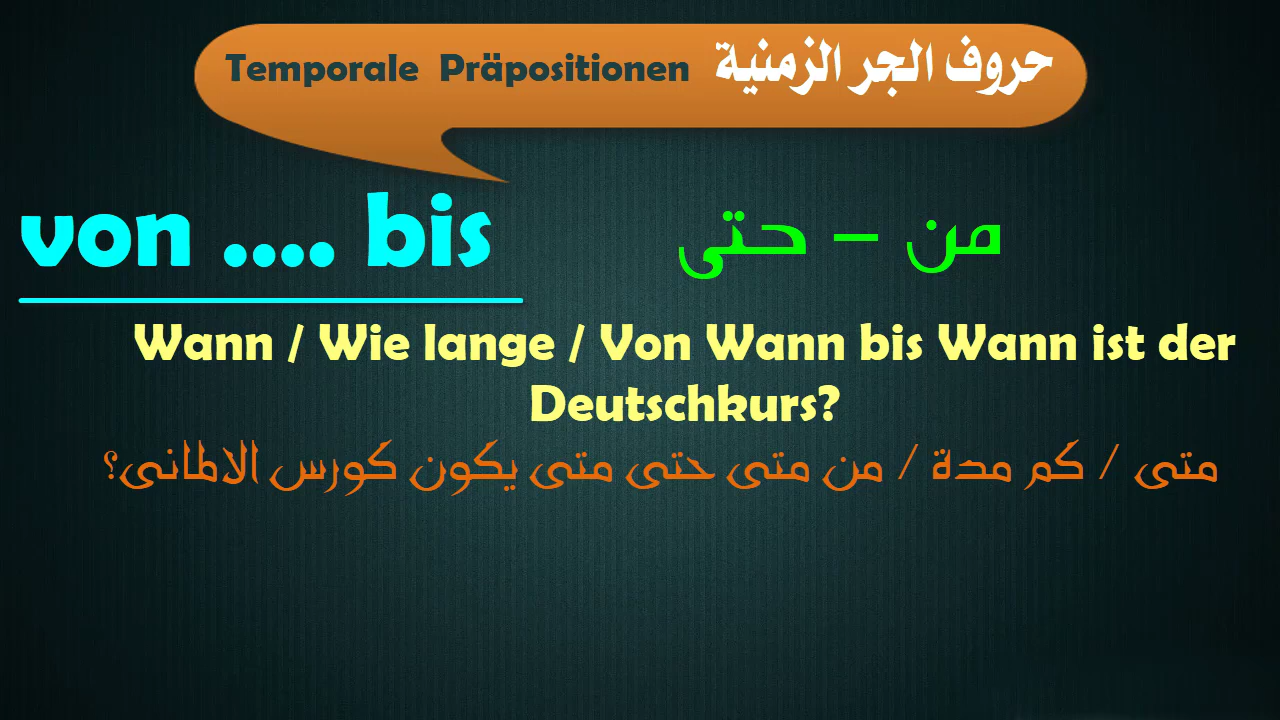 Temporale Präpositionen حروف الجر الزمنية
von .... bis من – حتى
Wann / Wie lange / Von Wann bis Wann ist der
Deutschkurs?
متى / كم مدة / من متى حتى متى يكون كورس الالمانى؟